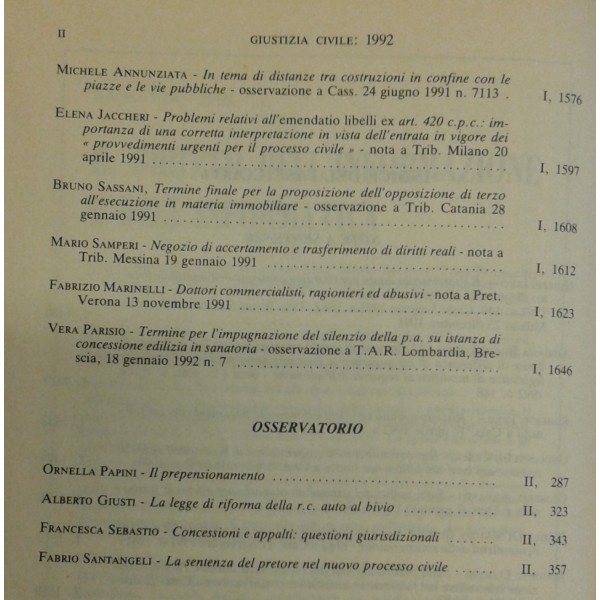 II
GIUSTIZIA CIVILE: 1992
MICHELE ANNUNZIATA - In tema di distanze tra costruzioni in confine con le
piazze e le vie pubbliche - osservazione a Cass. 24 giugno 1991 n. 7113 . I, 1576
ELENA JACCHERI - Problemi relativi all'emendatio libelli ex art. 420 c.p.c.: im-
portanza di una corretta interpretazione in vista dell'entrata in vigore dei
« provvedimenti urgenti per il processo civile » - nota a Trib. Milano 20
aprile 1991 . . . . . . . . . . . . . . . . . . . . . . . . . . . . . . . . . . . . . . I, 1597
BRUNO SASSANI, Termine finale per la proposizione dell'opposizione di terzo
all'esecuzione in materia immobiliare - osservazione a Trib. Catania 28
gennaio 1991 . . . . . . . . . . . . . . . . . . . . . . . . . . . . . . . . . . . . . I, 1608
MARIO SAMPERI - Negozio di accertamento e trasferimento di diritti reali - nota a
Trib. Messina 19 gennaio 1991 . . . . . . . . . . . . . . . . . . . . . . . . . . . . I, 1612
FABRIZIO MARINELLI - Dottori commercialisti, ragionieri ed abusivi - nota a Pret.
Verona 13 novembre 1991 . . . . . . . . . . . . . . . . . . . . . . . . . . . . . . . I, 1623
VERA PARISIO - Termine per l'impugnazione del silenzio della p.a. su istanza di
concessione edilizia in sanatoria - osservazione a T.A.R. Lombardia, Bre-
scia, 18 gennaio 1992 n. 7 . . . . . . . . . . . . . . . . . . . . . . . . . . . . . . I, 1646
OSSERVATORIO
ORNELLA PAPINI - Il prepensionamento . . . . . . . . . . . . . . . . . . . . . . . . II, 287
ALBERTO GIUSTI - La legge di riforma della r.c. auto al bivio . . . . . . . . . . . II, 323
FRANCESCA SEBASTIO - Concessioni e appalti: questioni giurisdizionali . . . . . . . II, 343
FABRIO SANTANGELI - La sentenza del pretore nel nuovo processo civile . . . . . . II, 357